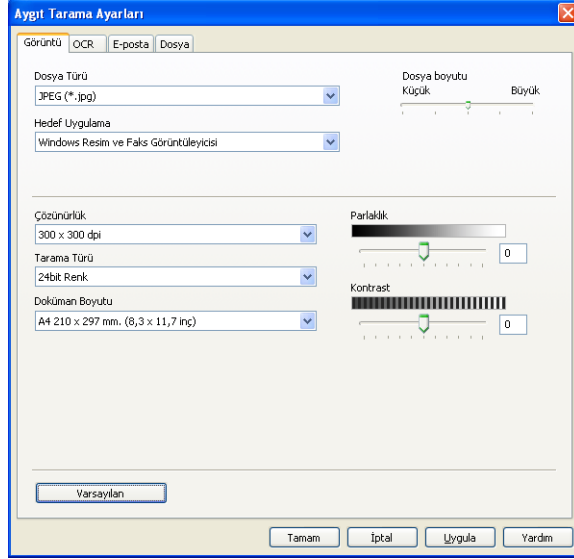 Aygıt Tarama Ayarları
Görüntü OCR E-posta Dosya
Dosya Türü
JPEG (*.jpg)
Dosya boyutu
Küçük Büyük
Hedef Uygulama
Windows Resim ve Faks Görüntüleyicisi
Çözünürlük
300 x 300 dpi
Parlaklık
0
Tarama Türü
24bit Renk
Kontrast
0
Doküman Boyutu
A4 210 x 297 mm. (8,3 x 11,7 inç)
Varsayılan
Tamam İptal Uygula Yardım